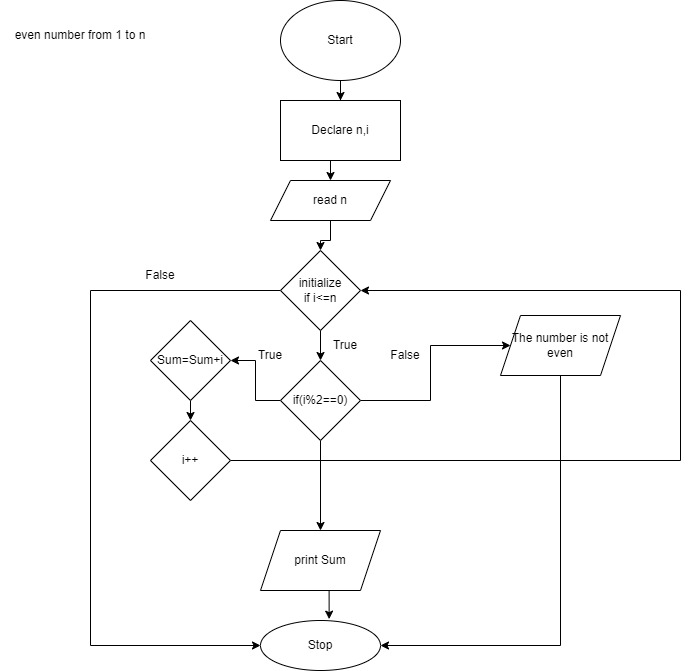 even number from 1 to n
Start
Declare n,i
read n
initialize
if i<=n
False
True
True
False
The number is not
even
Sum=Sum+i
if(i%2==0)
i++
print Sum
Stop